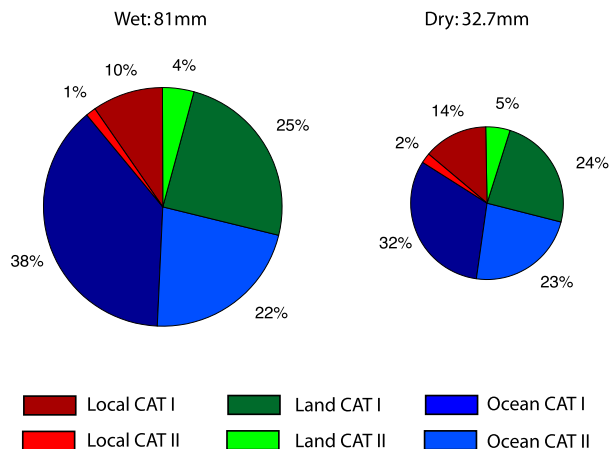 Wet: 81mm
Dry: 32.7mm
10%
4%
1%
25%
38%
22%
14%
5%
2%
24%
32%
23%
Local CAT I
Land CAT I
Ocean CAT I
Local CAT II
Land CAT II
Ocean CAT II